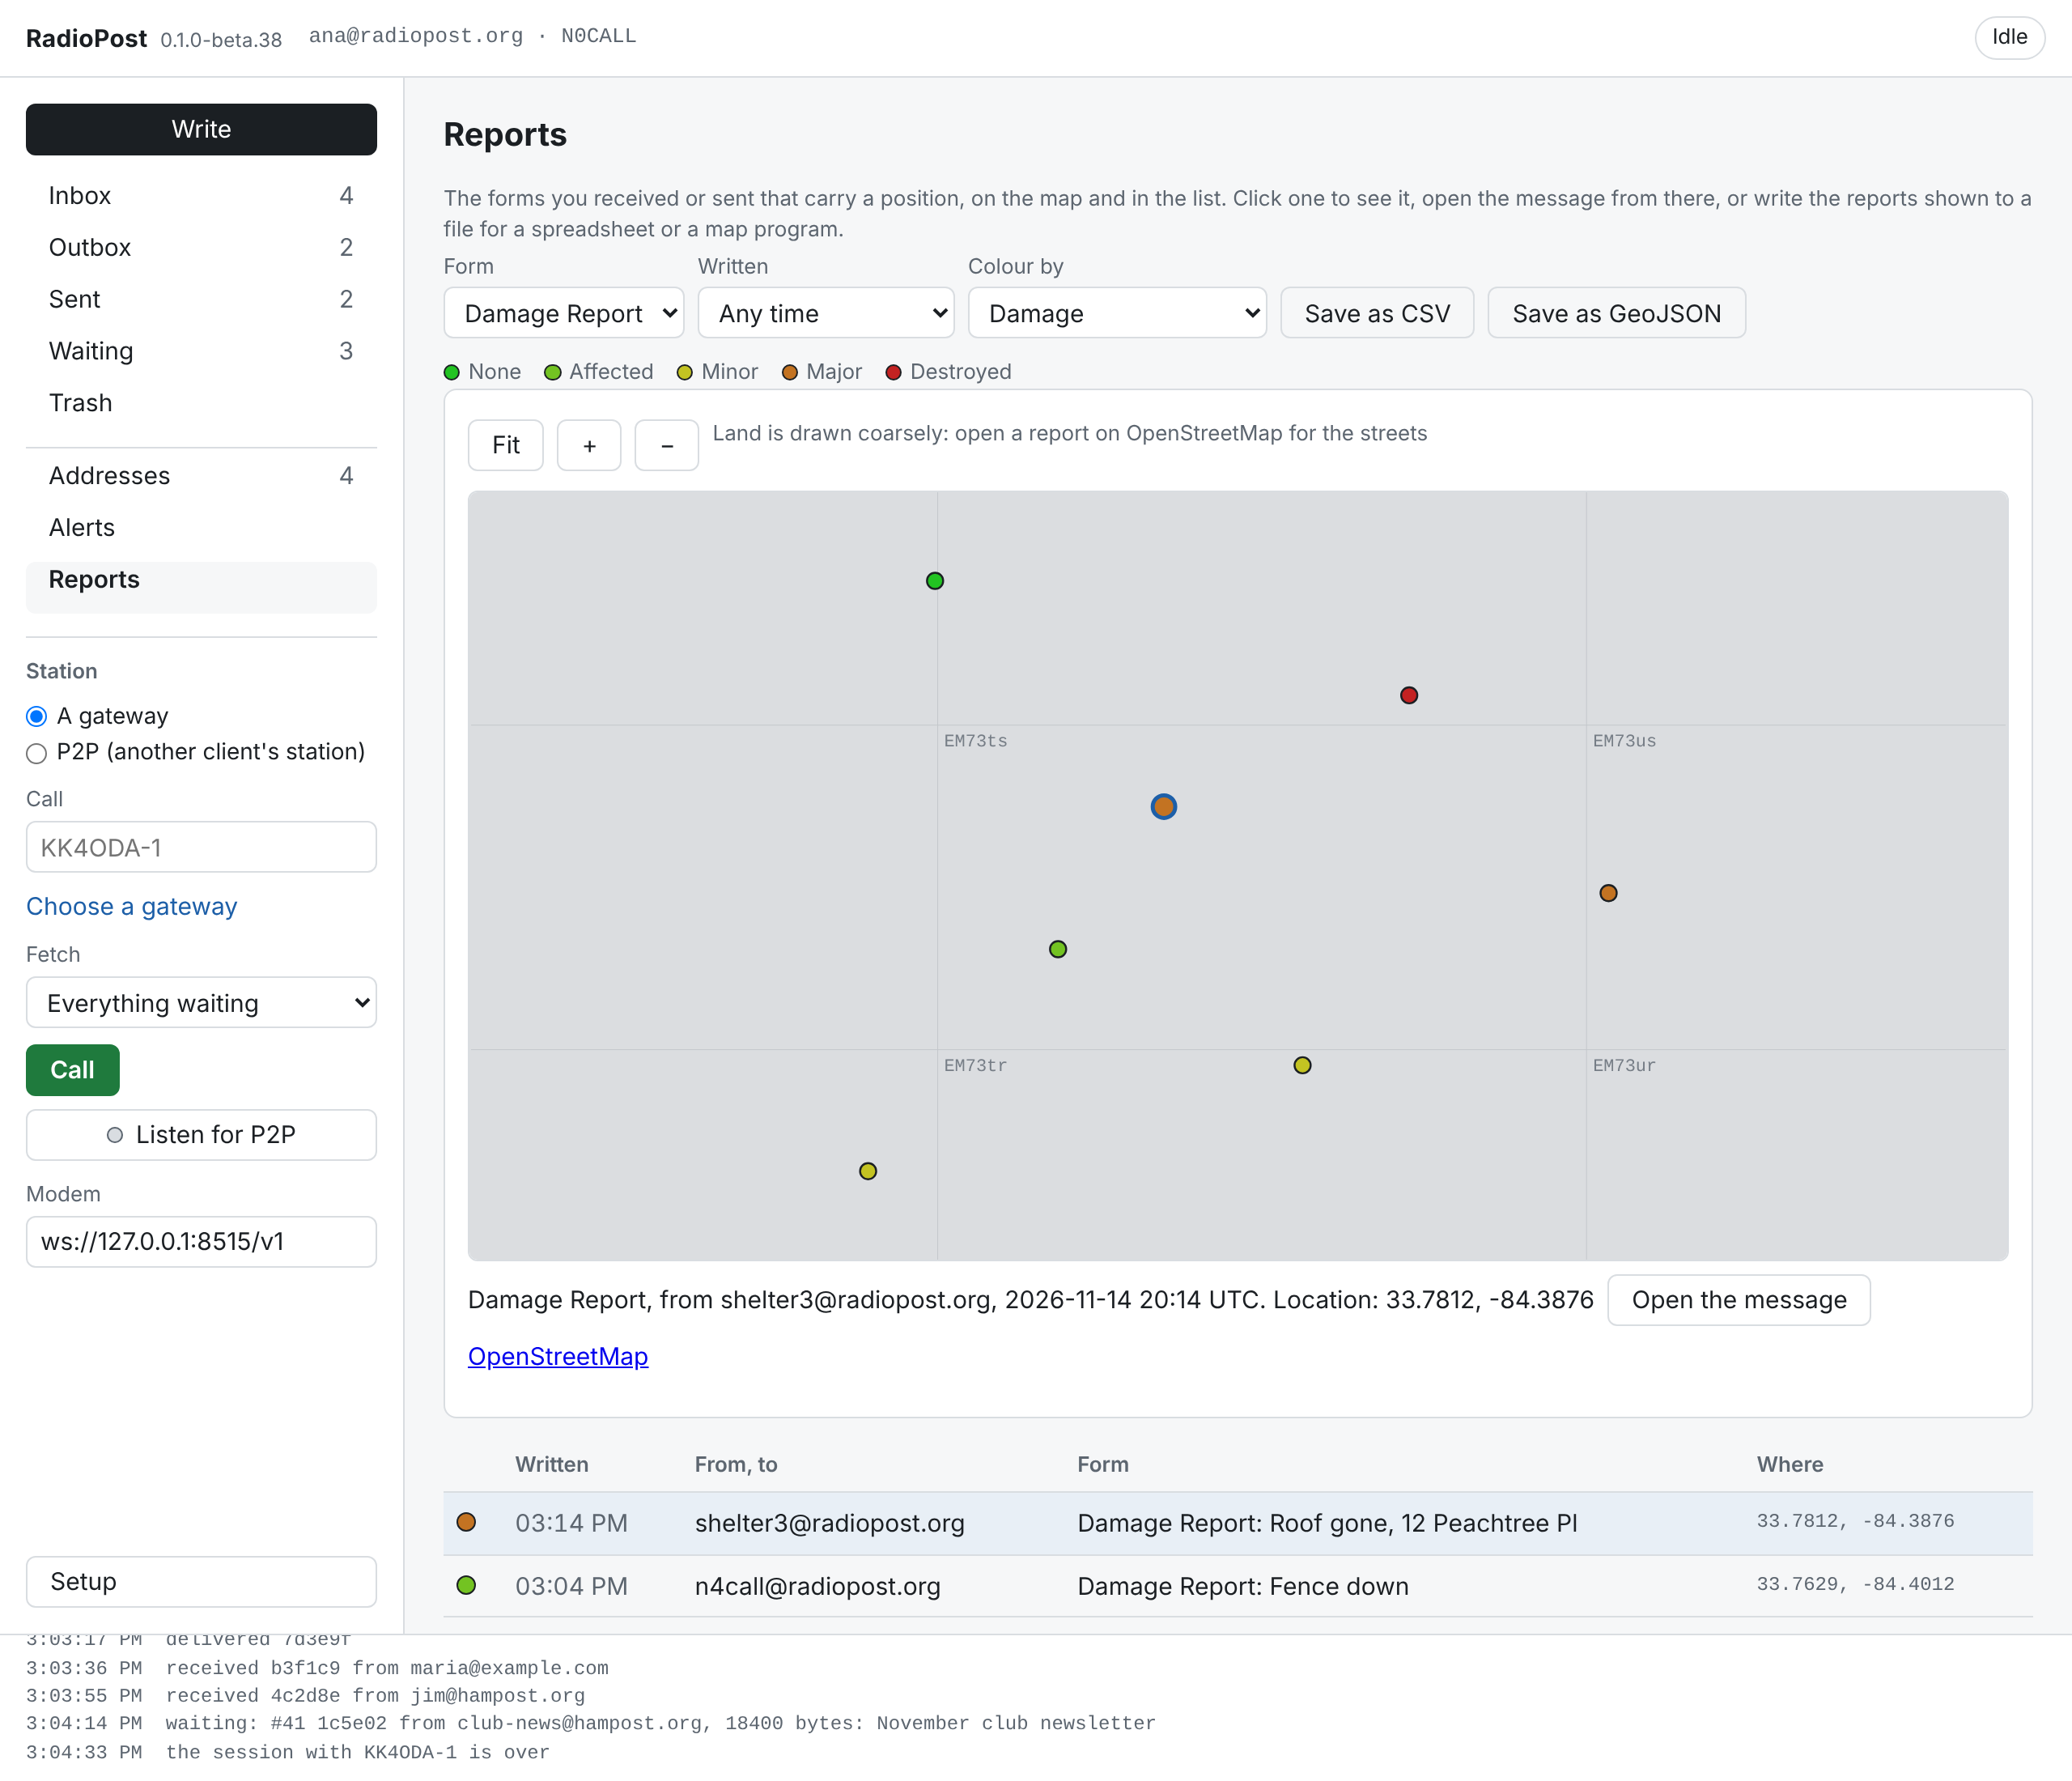 RadioPost 0.1.0-beta.38 ana@radiopost.org · N0CALL
Idle
Write
Inbox 4
Outbox 2
Sent 2
Waiting 3
Trash
Addresses 4
Alerts
Reports
Station
A gateway
P2P (another client's station)
Call
KK4ODA-1
Choose a gateway
Fetch
Everything waiting
Call
Listen for P2P
Modem
ws://127.0.0.1:8515/v1
Setup
Reports
The forms you received or sent that carry a position, on the map and in the list. Click one to see it, open the message from there, or write the reports shown to a
file for a spreadsheet or a map program.
Form Written Colour by
Damage Report Any time Damage Save as CSV Save as GeoJSON
None Affected Minor Major Destroyed
Fit + − Land is drawn coarsely: open a report on OpenStreetMap for the streets
EM73ts EM73us
EM73tr EM73ur
Damage Report, from shelter3@radiopost.org, 2026-11-14 20:14 UTC. Location: 33.7812, -84.3876 Open the message
OpenStreetMap
Written From, to Form Where
03:14 PM shelter3@radiopost.org Damage Report: Roof gone, 12 Peachtree Pl 33.7812, -84.3876
03:04 PM n4call@radiopost.org Damage Report: Fence down 33.7629, -84.4012
3:03:17 PM delivered 7d3e9f
3:03:36 PM received b3f1c9 from maria@example.com
3:03:55 PM received 4c2d8e from jim@hampost.org
3:04:14 PM waiting: #41 1c5e02 from club-news@hampost.org, 18400 bytes: November club newsletter
3:04:33 PM the session with KK4ODA-1 is over